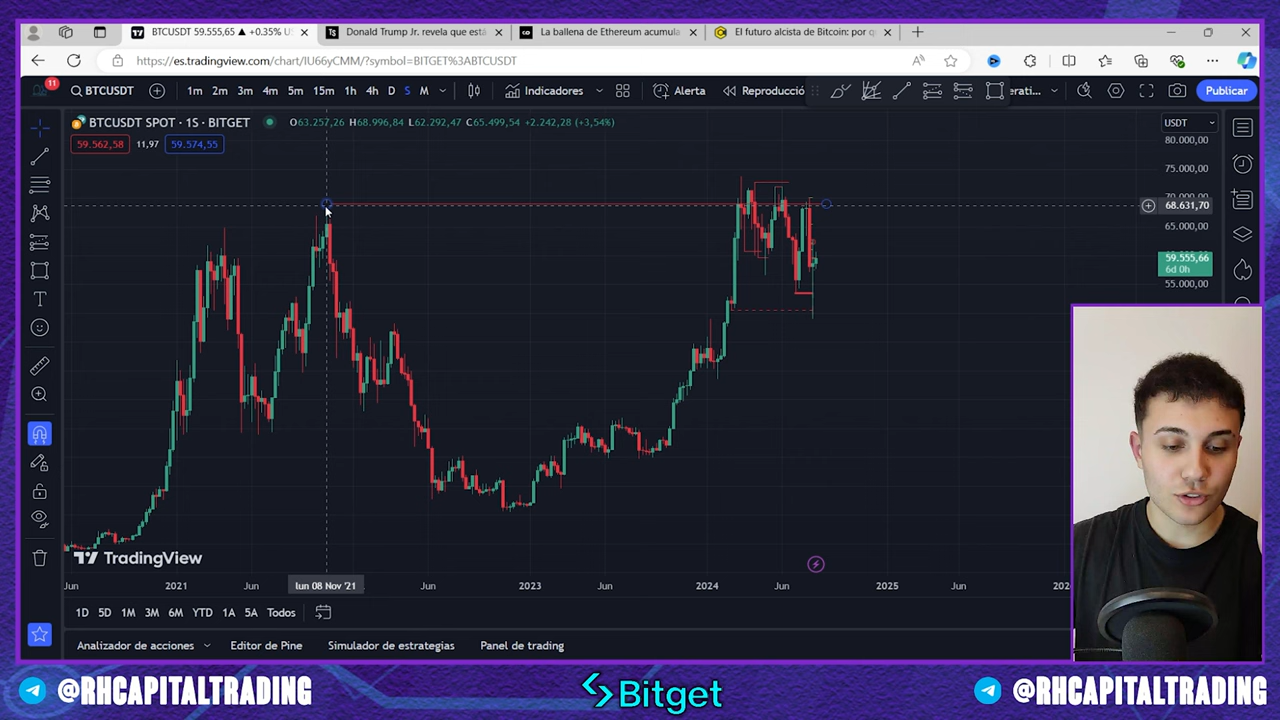 BTCUSDT 59.555,65 ▲ +0.35% U
Donald Trump Jr. revela que está
La ballena de Ethereum acumula
El futuro alcista de Bitcoin: por q
https://es.tradingview.com/chart/IU66yCMM/?symbol=BITGET%3ABTCUSDT
11
BTCUSDT
1m 2m 3m 4m 5m 15m 1h 4h D S M
Indicadores
Alerta
Reproducció
erati...
Publicar
BTCUSDT SPOT · 1S · BITGET
O63.257,26 H68.996,84 L62.292,47 C65.499,54 +2.242,28 (+3,54%)
USDT
59.562,58 11,97 59.574,55
80.000,00
75.000,00
70.000,00
68.631,70
65.000,00
59.555,66
6d 0h
55.000,00
TradingView
Jun 2021 Jun lun 08 Nov '21 Jun 2023 Jun 2024 Jun 2025 Jun
1D 5D 1M 3M 6M YTD 1A 5A Todos
Analizador de acciones Editor de Pine Simulador de estrategias Panel de trading
@RHCAPITALTRADING
Bitget
@RHCAPITALTRADING